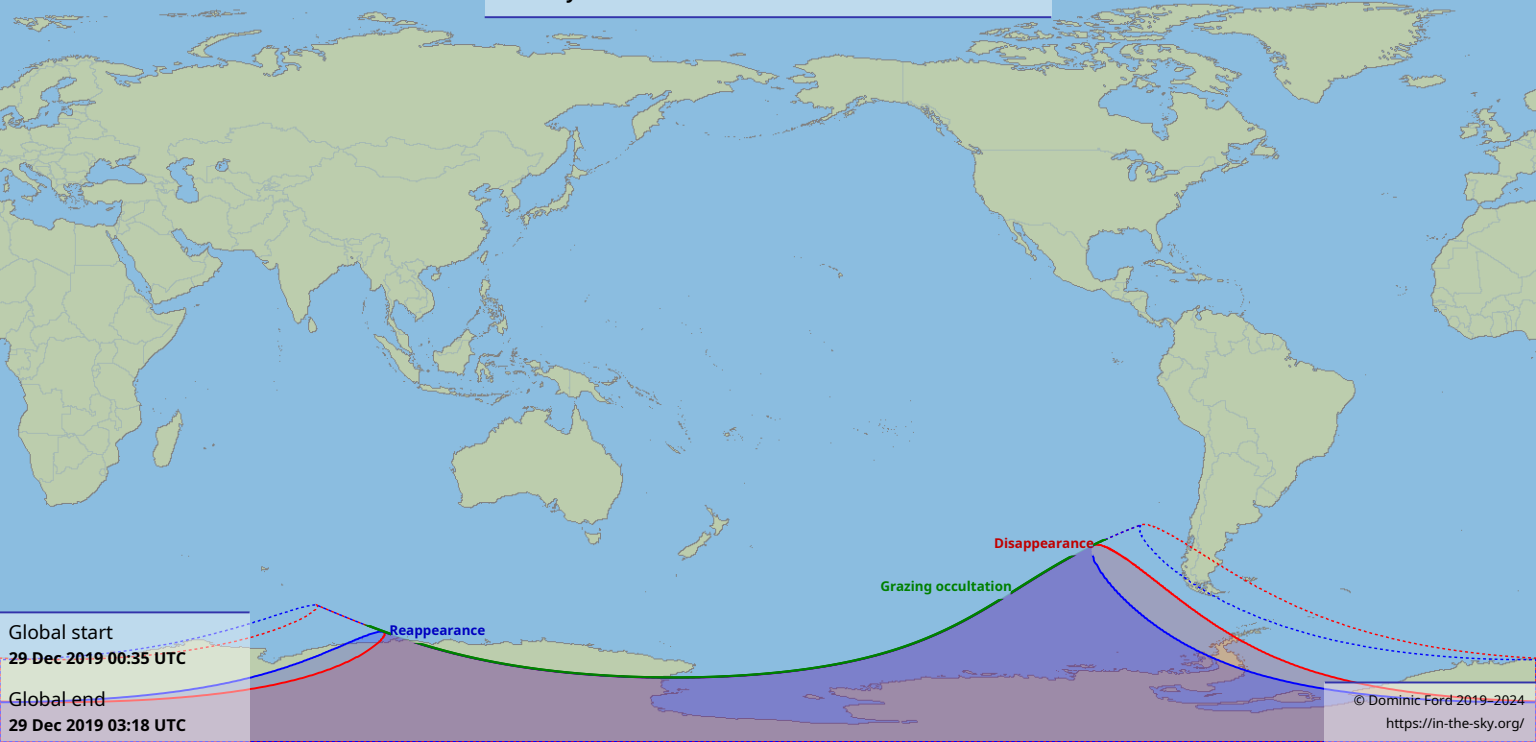 Disappearance
Grazing occultation
Reappearance
Global start
29 Dec 2019 00:35 UTC
Global end
29 Dec 2019 03:18 UTC
© Dominic Ford 2019–2024
https://in-the-sky.org/